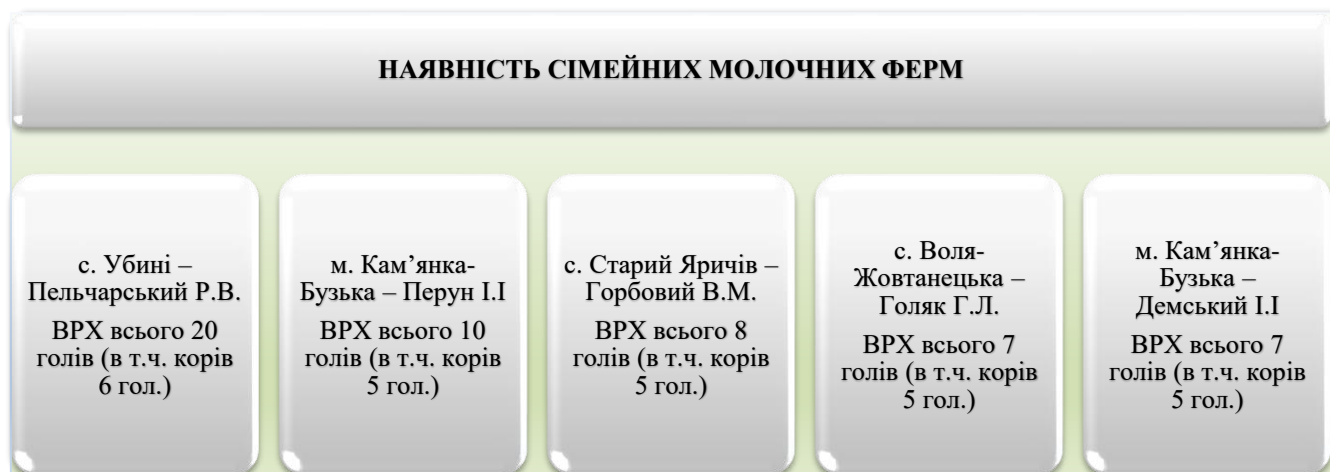 НАЯВНІСТЬ СІМЕЙНИХ МОЛОЧНИХ ФЕРМ
с. Убині –
Пельчарський Р.В.
ВРХ всього 20
голів (в т.ч. корів
6 гол.)
м. Кам’янка-
Бузька – Перун І.І
ВРХ всього 10
голів (в т.ч. корів
5 гол.)
с. Старий Яричів –
Горбовий В.М.
ВРХ всього 8
голів (в т.ч. корів
5 гол.)
с. Воля-
Жовтанецька –
Голяк Г.Л.
ВРХ всього 7
голів (в т.ч. корів
5 гол.)
м. Кам’янка-
Бузька –
Демський І.І
ВРХ всього 7
голів (в т.ч. корів
5 гол.)